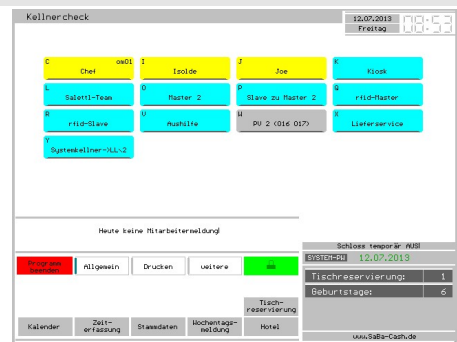 Kellnercheck
12.07.2013
Freitag
08:53
C om01
Chef
I
Isolde
J
Joe
K
Kiosk
L
Salettl-Team
O
Master 2
P
Slave zu Master 2
Q
rfid-Master
R
rfid-Slave
V
Aushilfe
W
PV 2 (016 017)
X
Lieferservice
Y
Systemkellner->LL\2
Heute keine Mitarbeitermeldung!
Schloss temporär AUS!
SYSTEM-PW 12.07.2013
Programm
beenden
Allgemein
Drucken
weitere
Tischreservierung: 1
Geburtstage: 6
Tisch-
reservierung
Kalender
Zeit-
erfassung
Stammdaten
Wochentags-
meldung
Hotel
www.SaBa-Cash.de